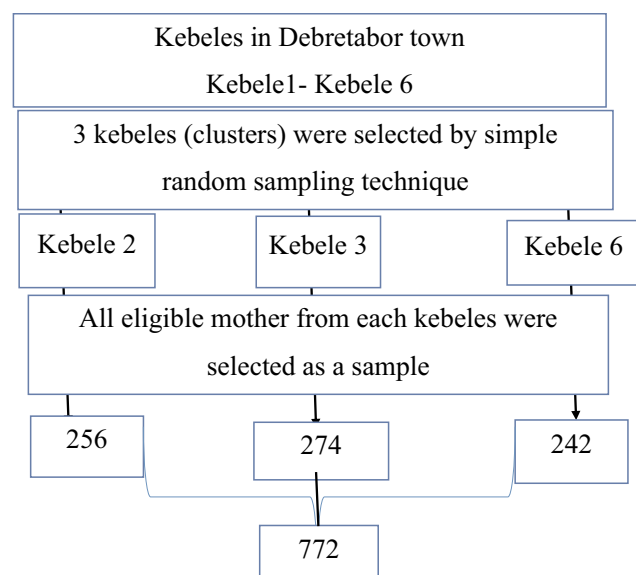 Kebeles in Debretabor town
Kebele1- Kebele 6
3 kebeles (clusters) were selected by simple
random sampling technique
Kebele 2
Kebele 3
Kebele 6
All eligible mother from each kebeles were
selected as a sample
256
274
242
772